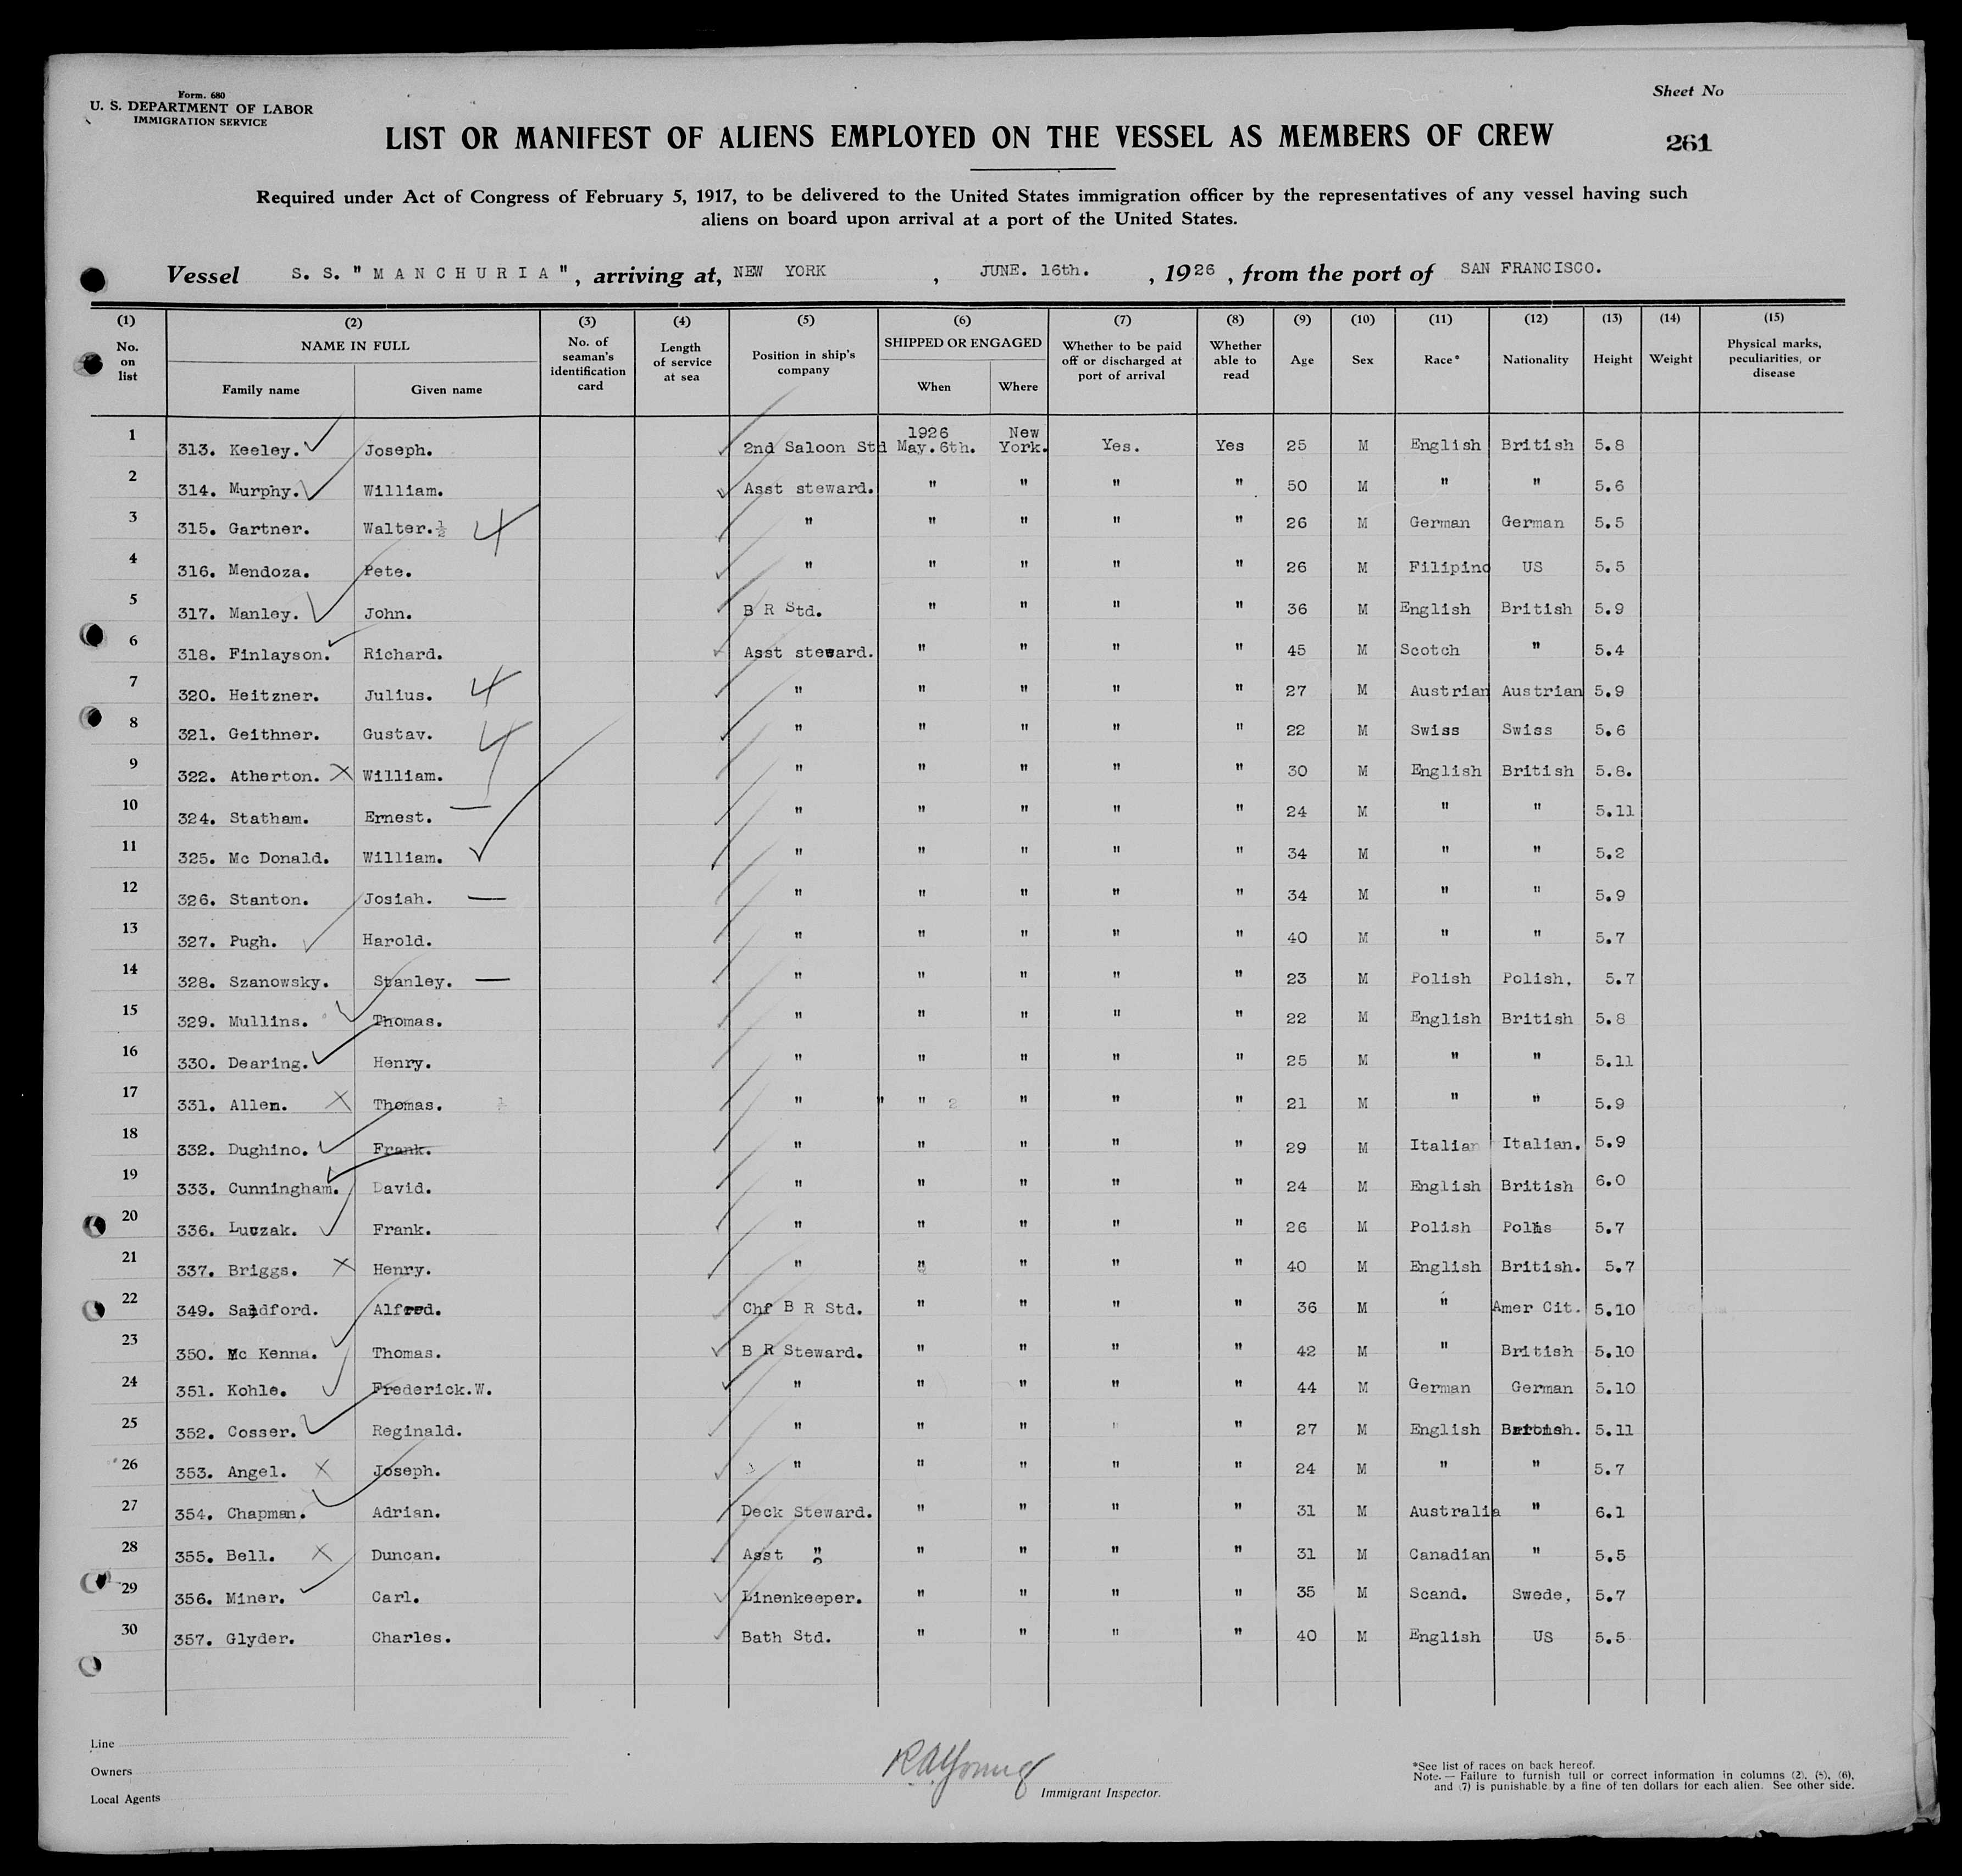 Form. 680
U. S. DEPARTMENT OF LABOR
IMMIGRATION SERVICE
Sheet No
261
LIST OR MANIFEST OF ALIENS EMPLOYED ON THE VESSEL AS MEMBERS OF CREW
Required under Act of Congress of February 5, 1917, to be delivered to the United States immigration officer by the representatives of any vessel having such
aliens on board upon arrival at a port of the United States.
Vessel S. S. "MANCHURIA", arriving at, NEW YORK, JUNE. 16th., 1926, from the port of SAN FRANCISCO.
(1) (2) (3) (4) (5) (6) (7) (8) (9) (10) (11) (12) (13) (14) (15)
No. on list
NAME IN FULL
Family name Given name
No. of seaman's identification card
Length of service at sea
Position in ship's company
SHIPPED OR ENGAGED
When Where
Whether to be paid off or discharged at port of arrival
Whether able to read
Age Sex Race* Nationality Height Weight
Physical marks, peculiarities, or disease
1 313. Keeley. Joseph. 2nd Saloon Std 1926 May. 6th. New York. Yes. Yes 25 M English British 5.8
2 314. Murphy. William. Asst steward. " " " " 50 M " " 5.6
3 315. Gartner. Walter.½ 4 " " " " " 26 M German German 5.5
4 316. Mendoza. Pete. " " " " " 26 M Filipino US 5.5
5 317. Manley. John. B R Std. " " " " 36 M English British 5.9
6 318. Finlayson. Richard. Asst steward. " " " " 45 M Scotch " 5.4
7 320. Heitzner. Julius. 4 " " " " " 27 M Austrian Austrian 5.9
8 321. Geithner. Gustav. 4 " " " " " 22 M Swiss Swiss 5.6
9 322. Atherton. X William. " " " " " 30 M English British 5.8.
10 324. Statham. Ernest. — " " " " " 24 M " " 5.11
11 325. Mc Donald. William. " " " " " 34 M " " 5.2
12 326. Stanton. Josiah. — " " " " " 34 M " " 5.9
13 327. Pugh. Harold. " " " " " 40 M " " 5.7
14 328. Szanowsky. Stanley. — " " " " " 23 M Polish Polish, 5.7
15 329. Mullins. Thomas. " " " " " 22 M English British 5.8
16 330. Dearing. Henry. " " " " " 25 M " " 5.11
17 331. Allen. X Thomas. ½ " " " 2 " " " 21 M " " 5.9
18 332. Dughino. Frank. " " " " " 29 M Italian Italian. 5.9
19 333. Cunningham. David. " " " " " 24 M English British 6.0
20 336. Luczak. Frank. " " " " " 26 M Polish 5.7
21 337. Briggs. X Henry. " " " " " 40 M English British. 5.7
22 349. Sandford. Alfred. Chf B R Std. " " " " 36 M " Amer Cit. 5.10
23 350. Mc Kenna. Thomas. B R Steward. " " " " 42 M " British 5.10
24 351. Kohle. Frederick.W. " " " " " 44 M German German 5.10
25 352. Cosser. Reginald. " " " " " 27 M English 5.11
26 353. Angel. X Joseph. " " " " " 24 M " " 5.7
27 354. Chapman. Adrian. Deck Steward. " " " " 31 M Australia " 6.1
28 355. Bell. X Duncan. Asst " " " " " 31 M Canadian " 5.5
29 356. Miner. Carl. Linenkeeper. " " " " 35 M Scand. Swede, 5.7
30 357. Glyder. Charles. Bath Std. " " " " 40 M English US 5.5
Line
Owners
Local Agents
R.A. Young
Immigrant Inspector.
*See list of races on back hereof.
Note.— Failure to furnish full or correct information in columns (2), (5), (6),
and (7) is punishable by a fine of ten dollars for each alien. See other side.